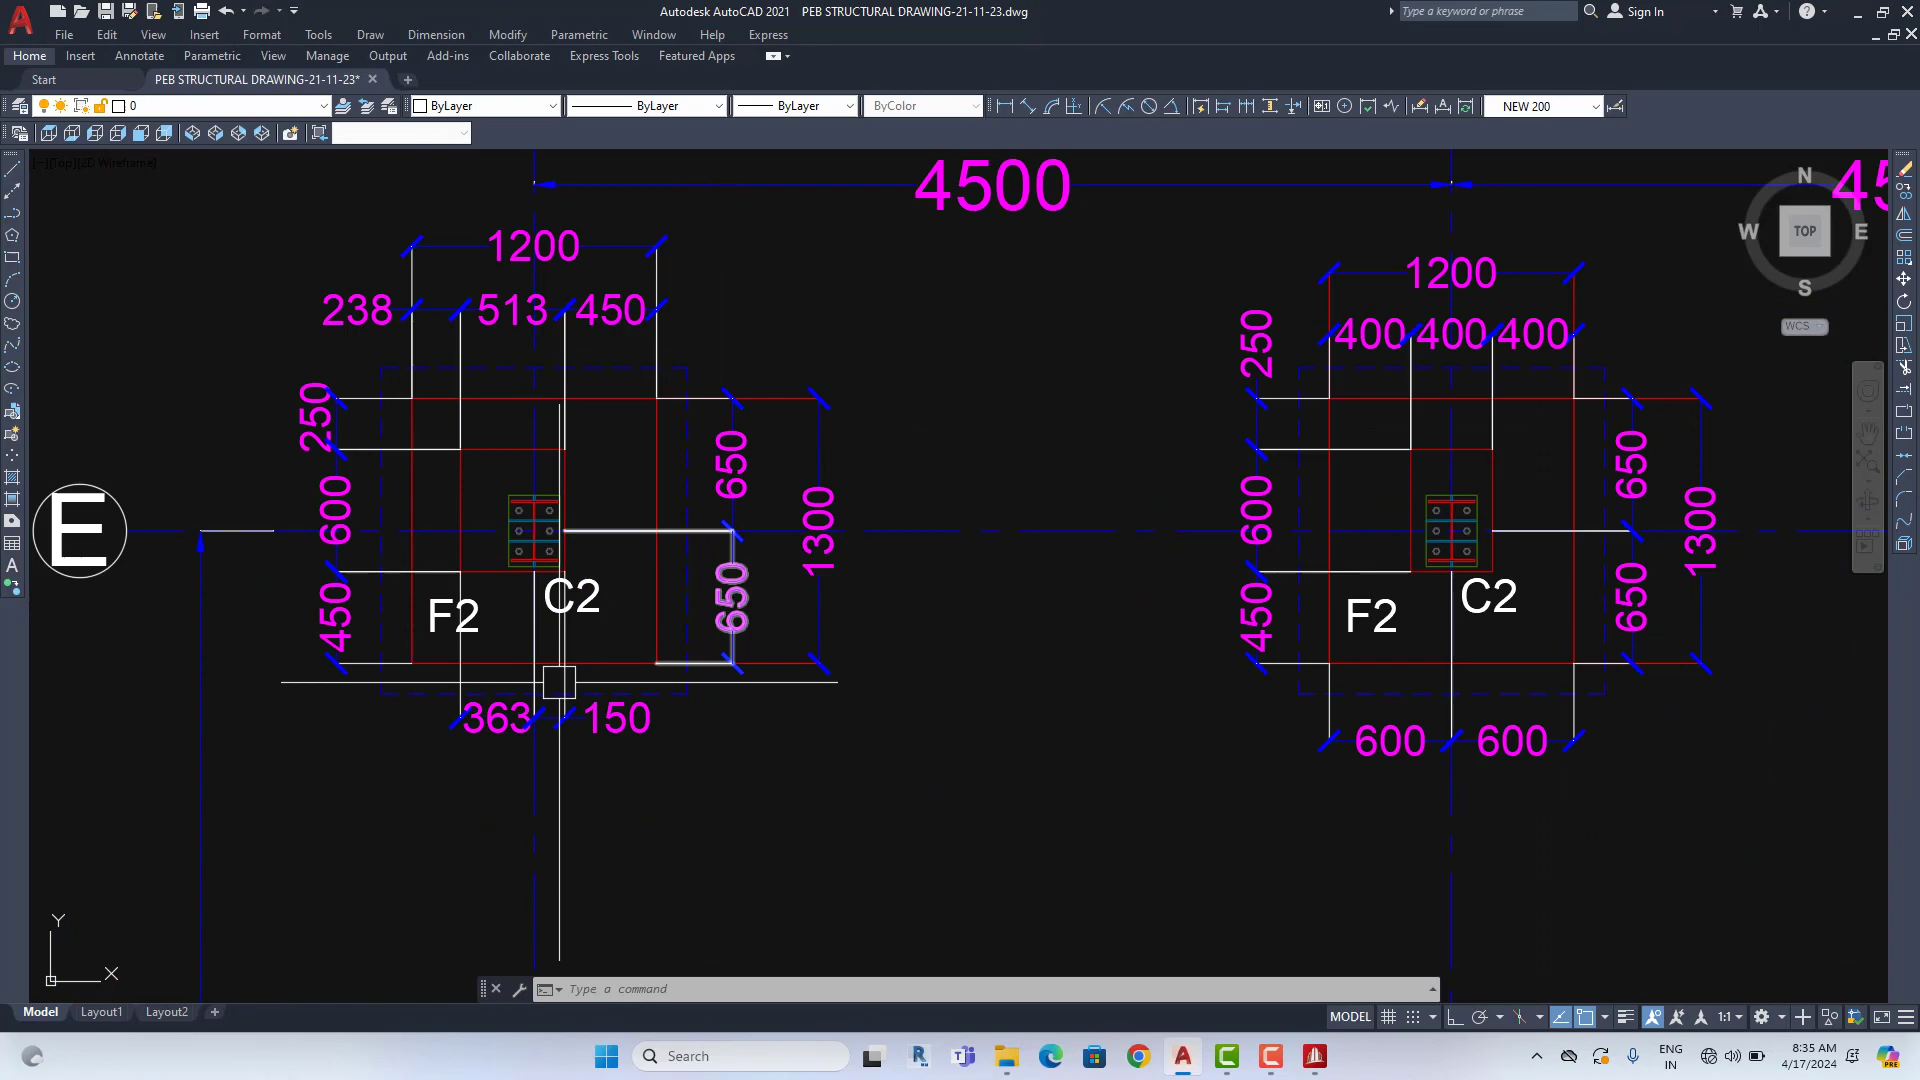 Autodesk AutoCAD 2021 PEB STRUCTURAL DRAWING-21-11-23.dwg
Type a keyword or phrase
Sign In
File Edit View Insert Format Tools Draw Dimension Modify Parametric Window Help Express
Home Insert Annotate Parametric View Manage Output Add-ins Collaborate Express Tools Featured Apps
Start PEB STRUCTURAL DRAWING-21-11-23*
0 ByLayer ByLayer ByLayer ByColor NEW 200
[−][Top][2D Wireframe]
4500
N
W TOP E
S
WCS
1200
238 513 450
250
600
450
650
650
1300
E
F2
C2
363 150
1200
400 400 400
250
600
450
650
650
1300
F2
C2
600 600
Y
X
Type a command
Model Layout1 Layout2
MODEL 1:1
Search
ENG
IN
8:35 AM
4/17/2024
PRE